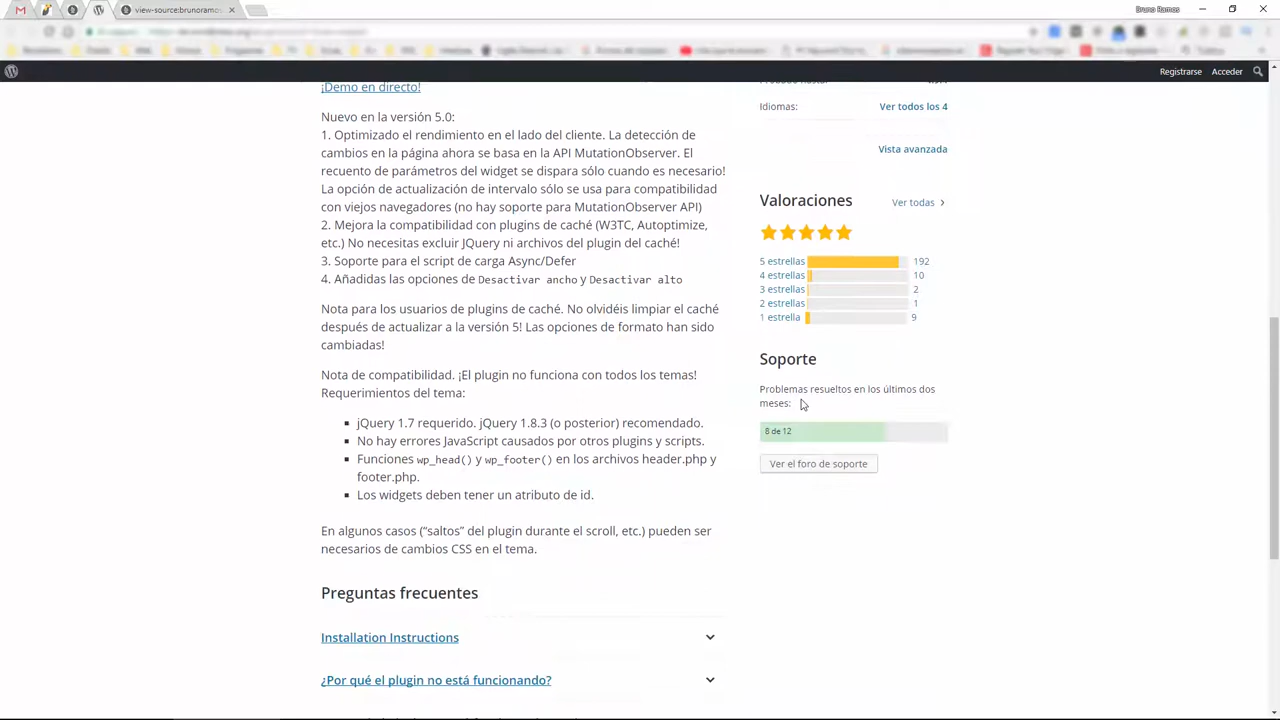 view-source:brunoramos
Bruno Ramos
Registrarse Acceder
¡Demo en directo!
Nuevo en la versión 5.0:
1. Optimizado el rendimiento en el lado del cliente. La detección de
cambios en la página ahora se basa en la API MutationObserver. El
recuento de parámetros del widget se dispara sólo cuando es necesario!
La opción de actualización de intervalo sólo se usa para compatibilidad
con viejos navegadores (no hay soporte para MutationObserver API)
2. Mejora la compatibilidad con plugins de caché (W3TC, Autoptimize,
etc.) No necesitas excluir JQuery ni archivos del plugin del caché!
3. Soporte para el script de carga Async/Defer
4. Añadidas las opciones de Desactivar ancho y Desactivar alto
Nota para los usuarios de plugins de caché. No olvidéis limpiar el caché
después de actualizar a la versión 5! Las opciones de formato han sido
cambiadas!
Nota de compatibilidad. ¡El plugin no funciona con todos los temas!
Requerimientos del tema:
jQuery 1.7 requerido. jQuery 1.8.3 (o posterior) recomendado.
No hay errores JavaScript causados por otros plugins y scripts.
Funciones wp_head() y wp_footer() en los archivos header.php y
footer.php.
Los widgets deben tener un atributo de id.
En algunos casos (“saltos” del plugin durante el scroll, etc.) pueden ser
necesarios de cambios CSS en el tema.
Preguntas frecuentes
Installation Instructions
¿Por qué el plugin no está funcionando?
Idiomas: Ver todos los 4
Vista avanzada
Valoraciones Ver todas
5 estrellas 192
4 estrellas 10
3 estrellas 2
2 estrellas 1
1 estrella 9
Soporte
Problemas resueltos en los últimos dos
meses:
8 de 12
Ver el foro de soporte